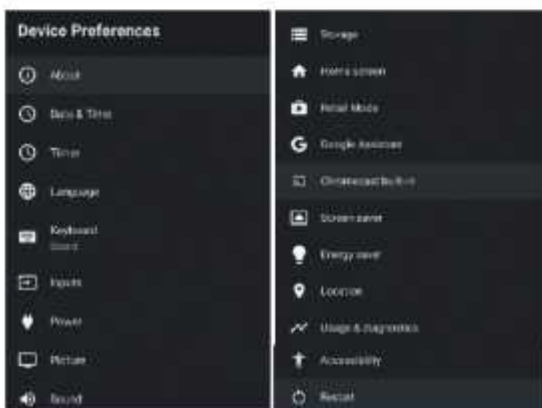 Device Preferences
About
Date & Time
Timer
Language
Keyboard
Inputs
Power
Picture
Sound
Storage
Home screen
Retail Mode
Google Assistant
Chromecast built-in
Screen saver
Energy saver
Location
Usage & diagnostics
Accessibility
Restart